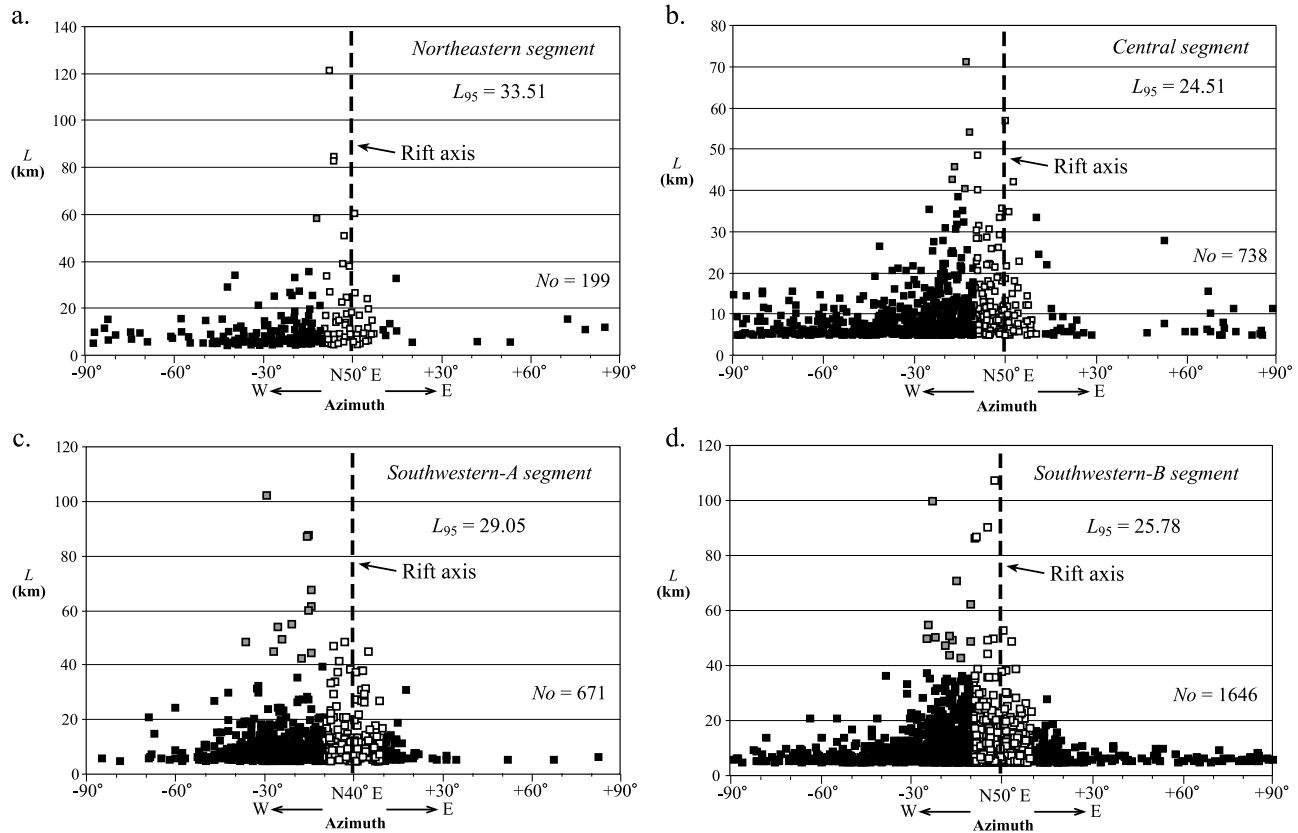 a.
140
120
100
80
60
40
20
0
L
(km)
Northeastern segment
L95 = 33.51
Rift axis
No = 199
-90° -60° -30° N50° E +30° +60° +90°
W E
Azimuth
b.
80
70
60
50
40
30
20
10
0
L
(km)
Central segment
L95 = 24.51
Rift axis
No = 738
-90° -60° -30° N50° E +30° +60° +90°
W E
Azimuth
c.
120
100
80
60
40
20
0
L
(km)
Southwestern-A segment
L95 = 29.05
Rift axis
No = 671
-90° -60° -30° N40° E +30° +60° +90°
W E
Azimuth
d.
120
100
80
60
40
20
0
L
(km)
Southwestern-B segment
L95 = 25.78
Rift axis
No = 1646
-90° -60° -30° N50° E +30° +60° +90°
W E
Azimuth